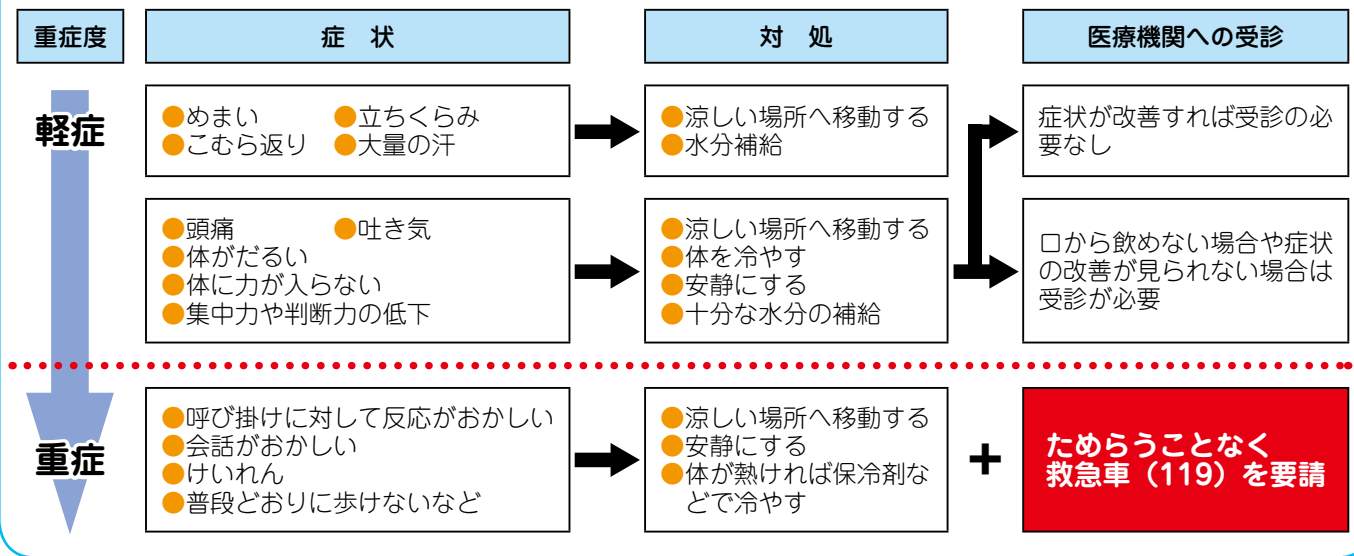 重症度
症 状
対 処
医療機関への受診
軽症
●めまい ●立ちくらみ
●こむら返り ●大量の汗
●涼しい場所へ移動する
●水分補給
症状が改善すれば受診の必
要なし
●頭痛 ●吐き気
●体がだるい
●体に力が入らない
●集中力や判断力の低下
●涼しい場所へ移動する
●体を冷やす
●安静にする
●十分な水分の補給
口から飲めない場合や症状
の改善が見られない場合は
受診が必要
重症
●呼び掛けに対して反応がおかしい
●会話がおかしい
●けいれん
●普段どおりに歩けないなど
●涼しい場所へ移動する
●安静にする
●体が熱ければ保冷剤な
どで冷やす
+
ためらうことなく
救急車（119）を要請